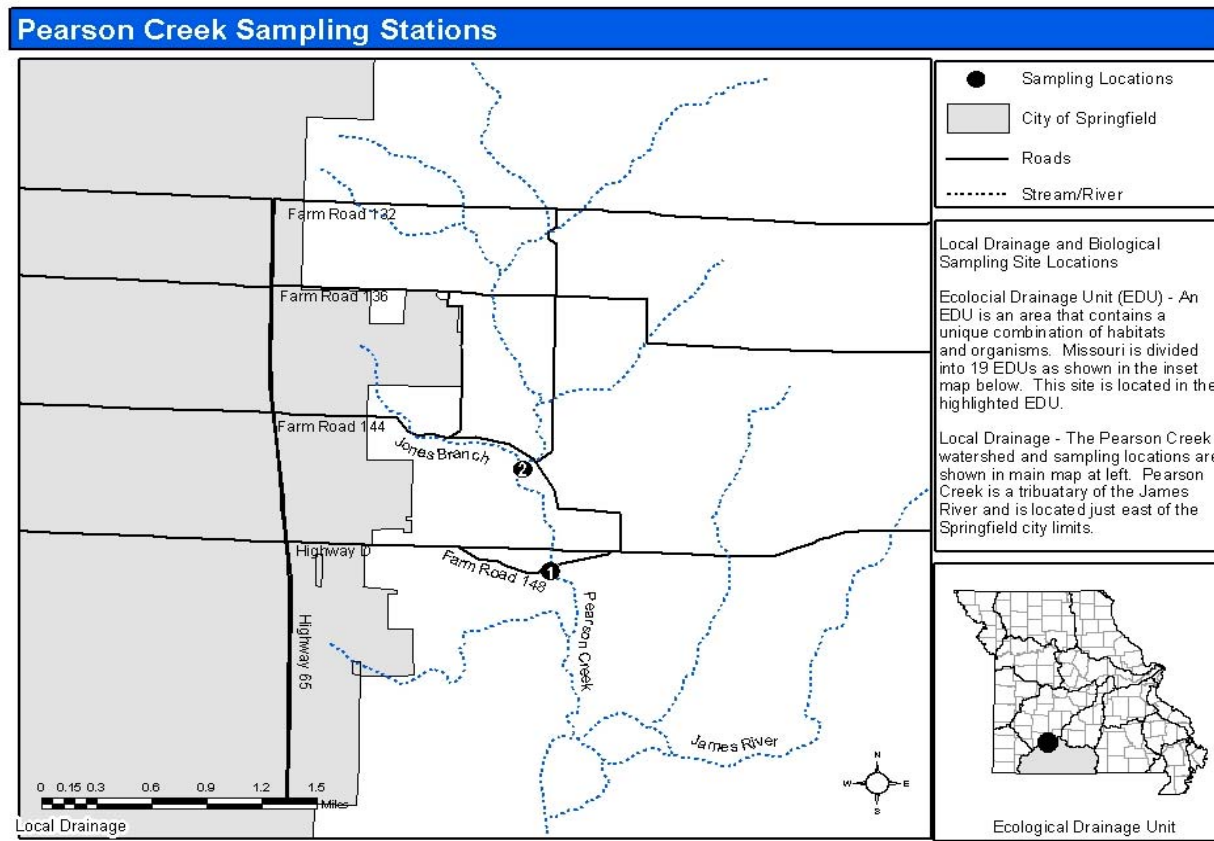 Pearson Creek Sampling Stations
Farm Road 132
Farm Road 136
Farm Road 144
Jones Branch
2
Highway D
Farm Road 148
1
Highway 65
Pearson Creek
James River
N
W E
S
0 0.15 0.3 0.6 0.9 1.2 1.5
Miles
Local Drainage
Sampling Locations
City of Springfield
Roads
Stream/River
Local Drainage and Biological
Sampling Site Locations
Ecolocial Drainage Unit (EDU) - An
EDU is an area that contains a
unique combination of habitats
and organisms. Missouri is divided
into 19 EDUs as shown in the inset
map below. This site is located in the
highlighted EDU.
Local Drainage - The Pearson Creek
watershed and sampling locations are
shown in main map at left. Pearson
Creek is a tribuatary of the James
River and is located just east of the
Springfield city limits.
Ecological Drainage Unit